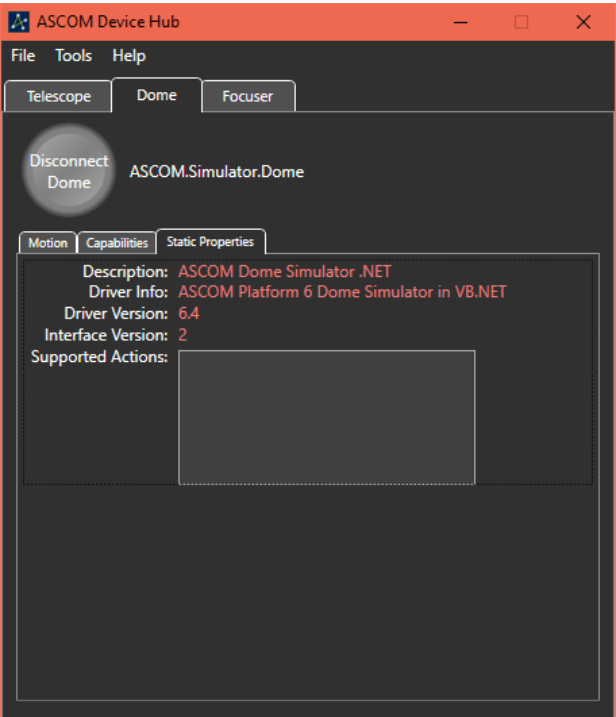 ASCOM Device Hub
File Tools Help
Telescope Dome Focuser
Disconnect
Dome
ASCOM.Simulator.Dome
Motion Capabilities Static Properties
Description: ASCOM Dome Simulator .NET
Driver Info: ASCOM Platform 6 Dome Simulator in VB.NET
Driver Version: 6.4
Interface Version: 2
Supported Actions: